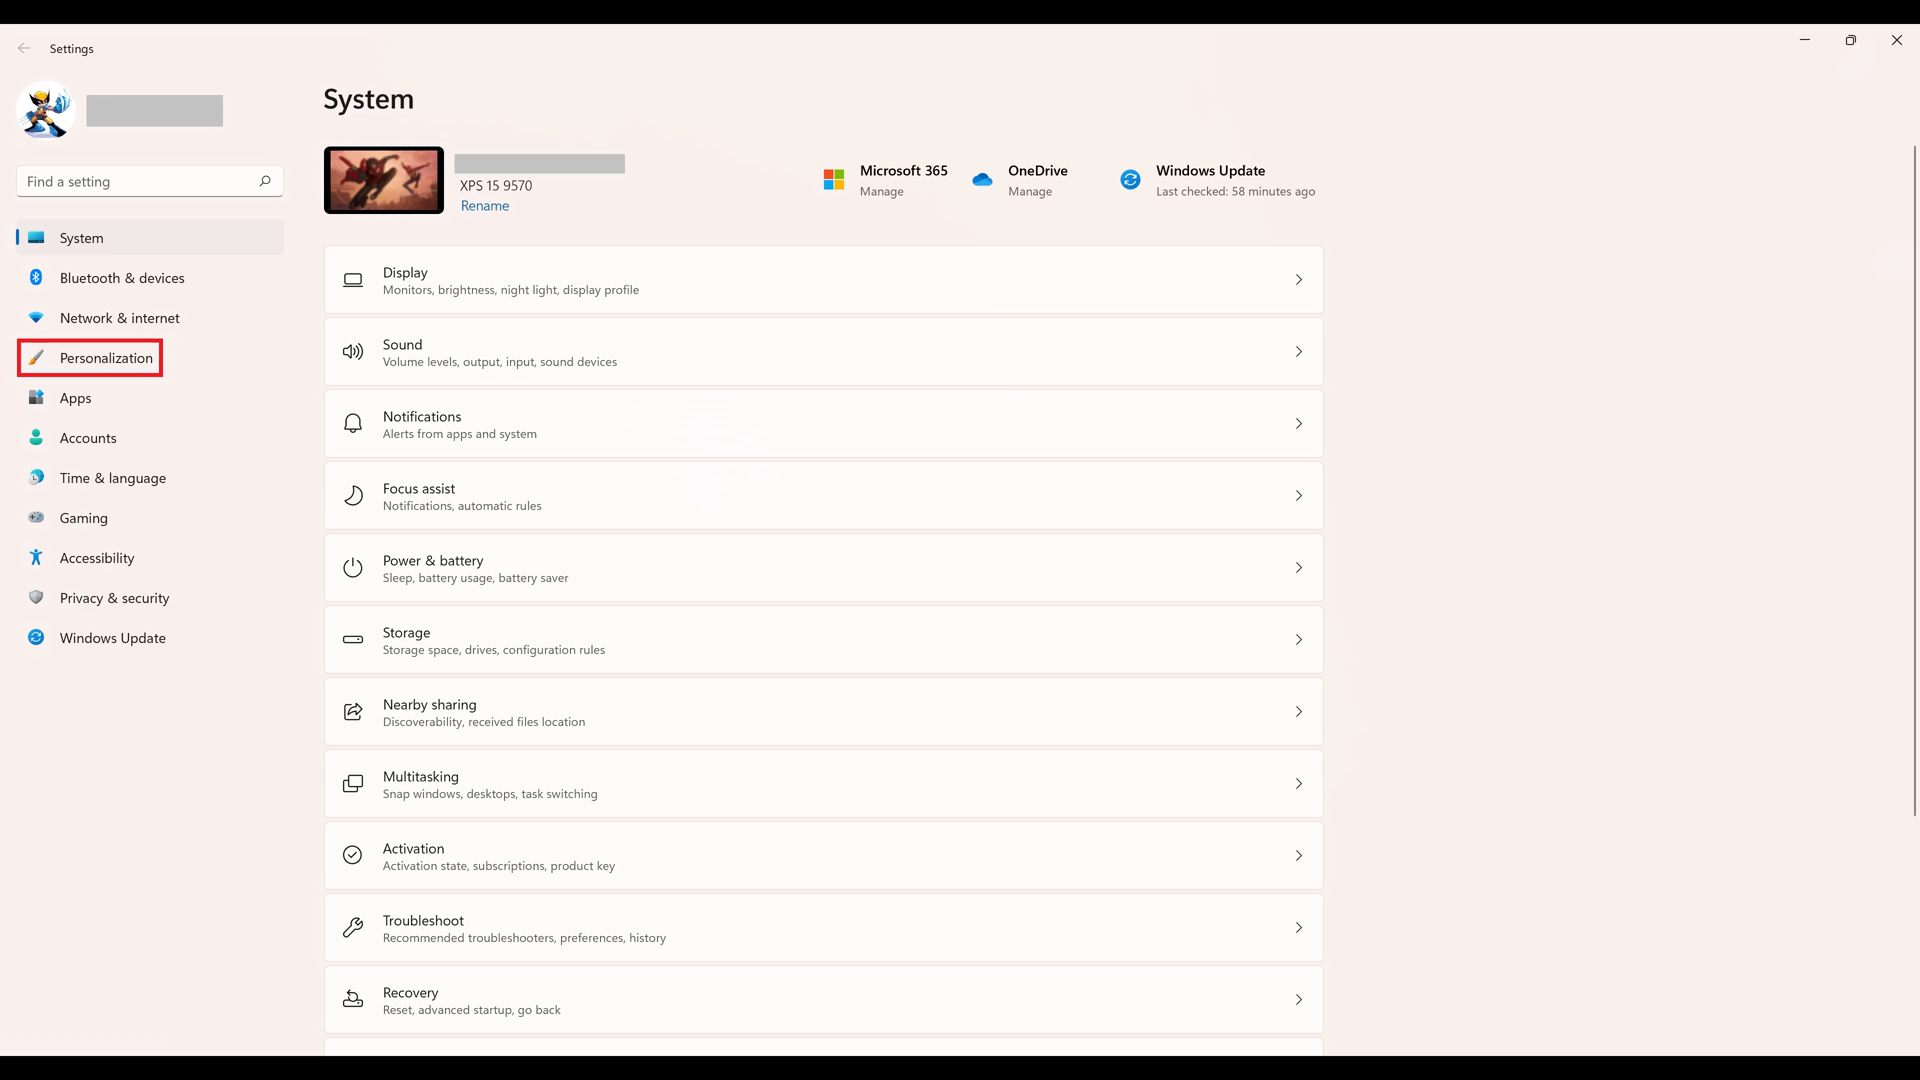 Settings
Find a setting
System
Bluetooth & devices
Network & internet
Personalization
Apps
Accounts
Time & language
Gaming
Accessibility
Privacy & security
Windows Update
System
XPS 15 9570
Rename
Microsoft 365
Manage
OneDrive
Manage
Windows Update
Last checked: 58 minutes ago
Display
Monitors, brightness, night light, display profile
Sound
Volume levels, output, input, sound devices
Notifications
Alerts from apps and system
Focus assist
Notifications, automatic rules
Power & battery
Sleep, battery usage, battery saver
Storage
Storage space, drives, configuration rules
Nearby sharing
Discoverability, received files location
Multitasking
Snap windows, desktops, task switching
Activation
Activation state, subscriptions, product key
Troubleshoot
Recommended troubleshooters, preferences, history
Recovery
Reset, advanced startup, go back